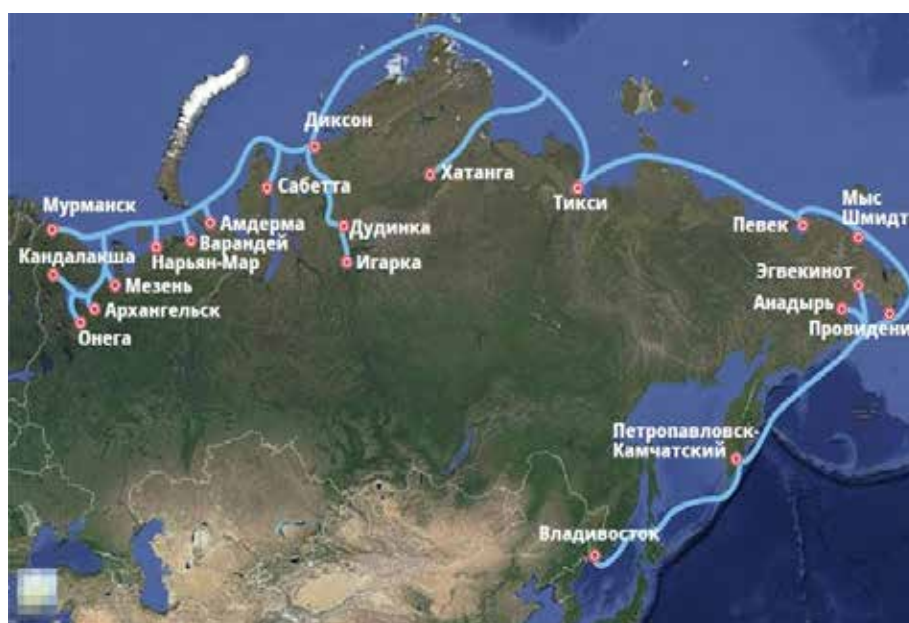 Диксон
Хатанга
Сабетта
Тикси
Мыс
Шмидт
Мурманск
Амдерма
Дудинка
Певек
Варандей
Кандалакша
Нарьян-Мар
Игарка
Эгвекинот
Мезень
Анадырь
Архангельск
Провидени
Онега
Петропавловск-
Камчатский
Владивосток